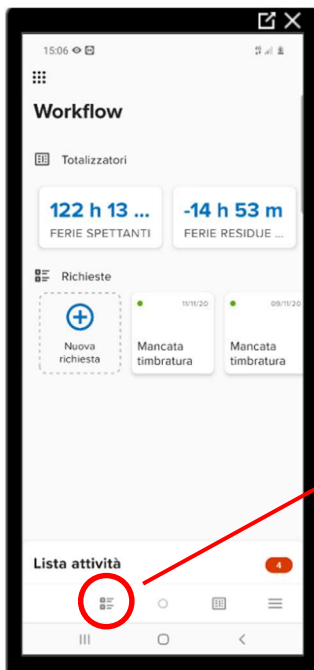 15:06
Workflow
Totalizzatori
122 h 13 ...
-14 h 53 m
FERIE SPETTANTI
FERIE RESIDUE ...
Richieste
11/11/20
09/11/20
Nuova
richiesta
Mancata
timbratura
Mancata
timbratura
Lista attività
4